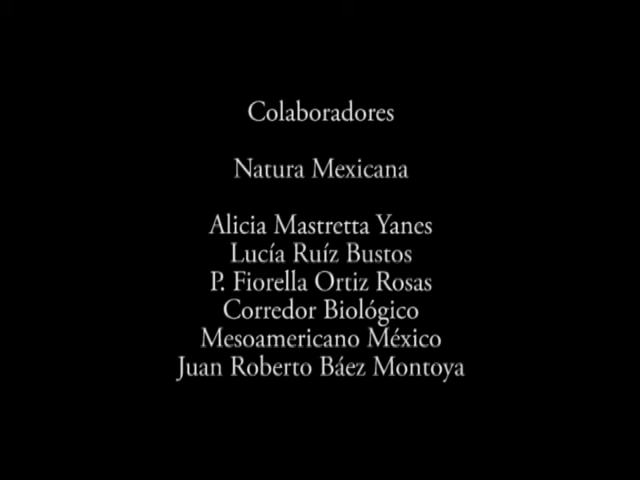 Colaboradores
Natura Mexicana
Alicia Mastretta Yanes
Lucía Ruíz Bustos
P. Fiorella Ortiz Rosas
Corredor Biológico
Mesoamericano México
Juan Roberto Báez Montoya